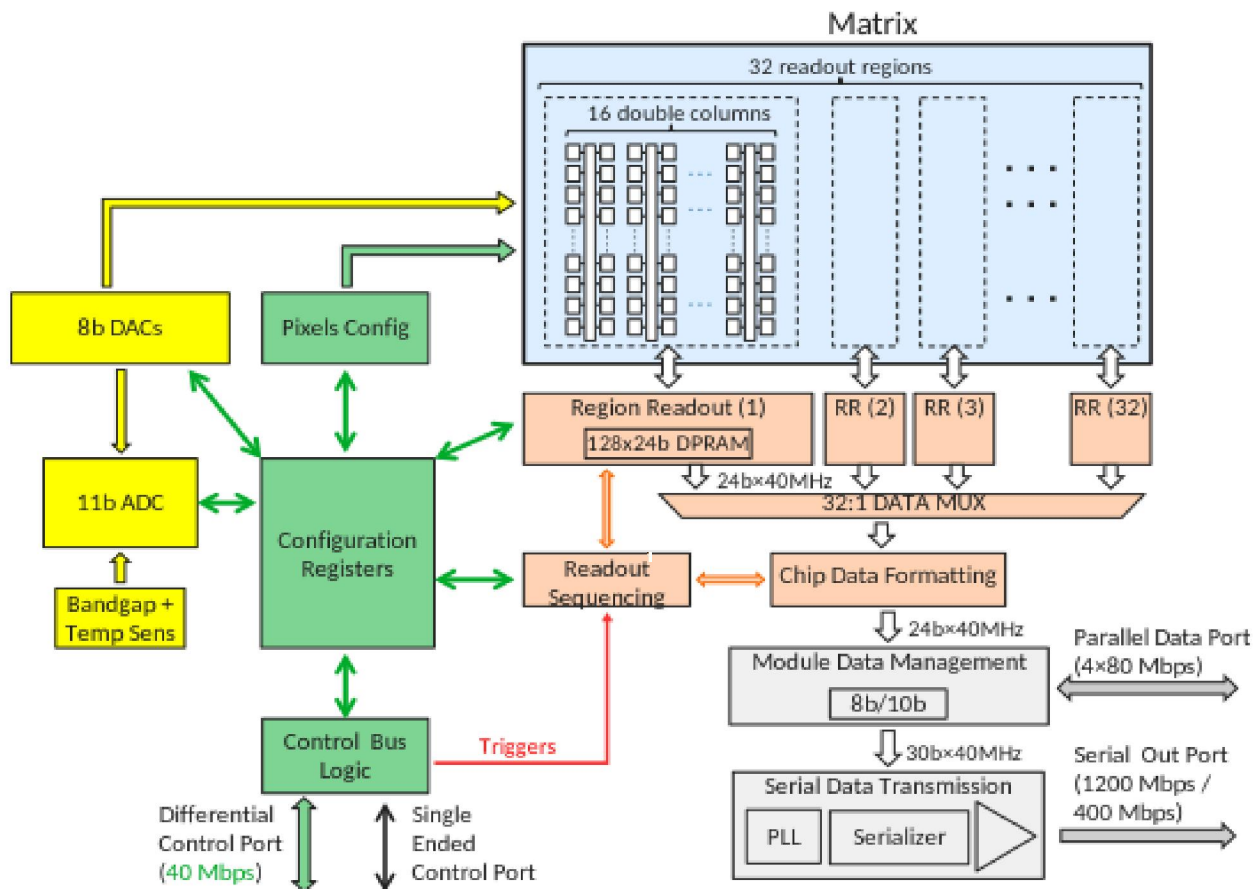 Matrix
32 readout regions
16 double columns
8b DACs
Pixels Config
Region Readout (1)
128x24b DPRAM
RR (2)
RR (3)
RR (32)
24b×40MHz
32:1 DATA MUX
11b ADC
Configuration
Registers
Readout
Sequencing
Chip Data Formatting
Bandgap +
Temp Sens
24b×40MHz
Module Data Management
8b/10b
Parallel Data Port
(4×80 Mbps)
Control Bus
Logic
Triggers
30b×40MHz
Serial Data Transmission
PLL
Serializer
Serial Out Port
(1200 Mbps /
400 Mbps)
Differential
Control Port
(40 Mbps)
Single
Ended
Control Port